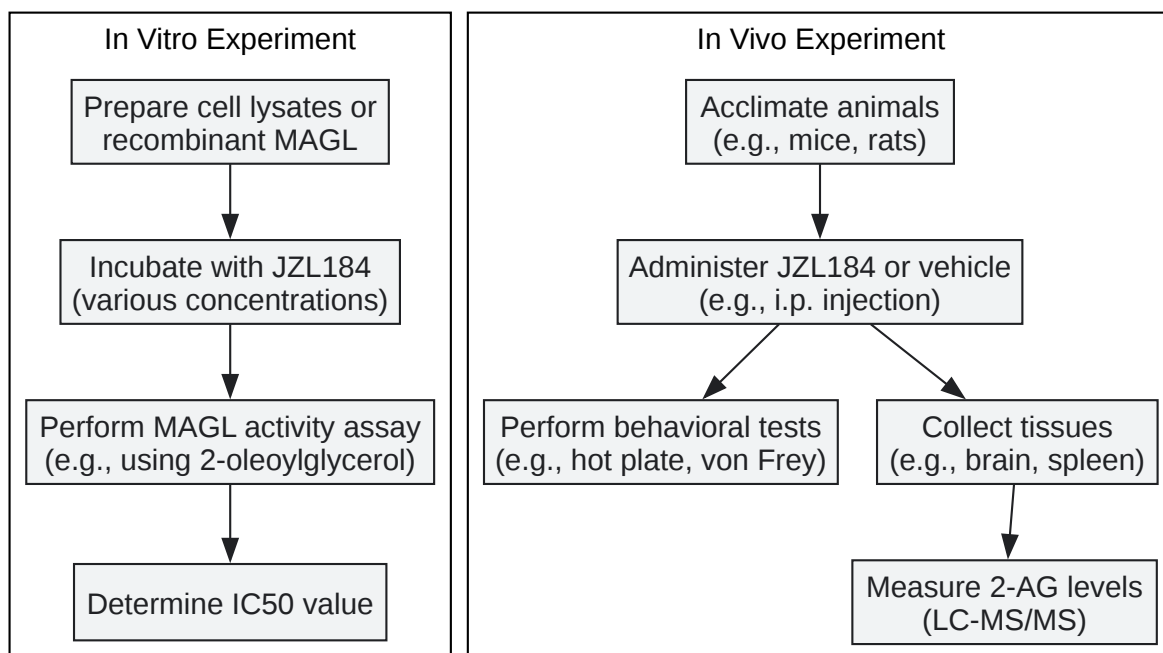 In Vitro Experiment
Prepare cell lysates or
recombinant MAGL
Incubate with JZL184
(various concentrations)
Perform MAGL activity assay
(e.g., using 2-oleoylglycerol)
Determine IC50 value
In Vivo Experiment
Acclimate animals
(e.g., mice, rats)
Administer JZL184 or vehicle
(e.g., i.p. injection)
Perform behavioral tests
(e.g., hot plate, von Frey)
Collect tissues
(e.g., brain, spleen)
Measure 2-AG levels
(LC-MS/MS)